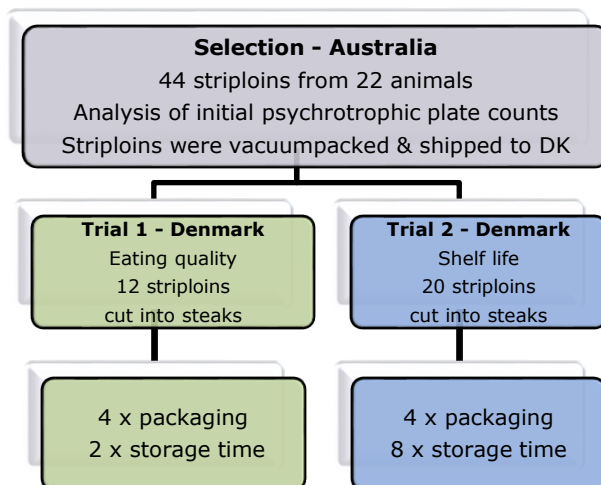 Selection - Australia
44 striploins from 22 animals
Analysis of initial psychrotrophic plate counts
Striploins were vacuumpacked & shipped to DK
Trial 1 - Denmark
Eating quality
12 striploins
cut into steaks
Trial 2 - Denmark
Shelf life
20 striploins
cut into steaks
4 x packaging
2 x storage time
4 x packaging
8 x storage time